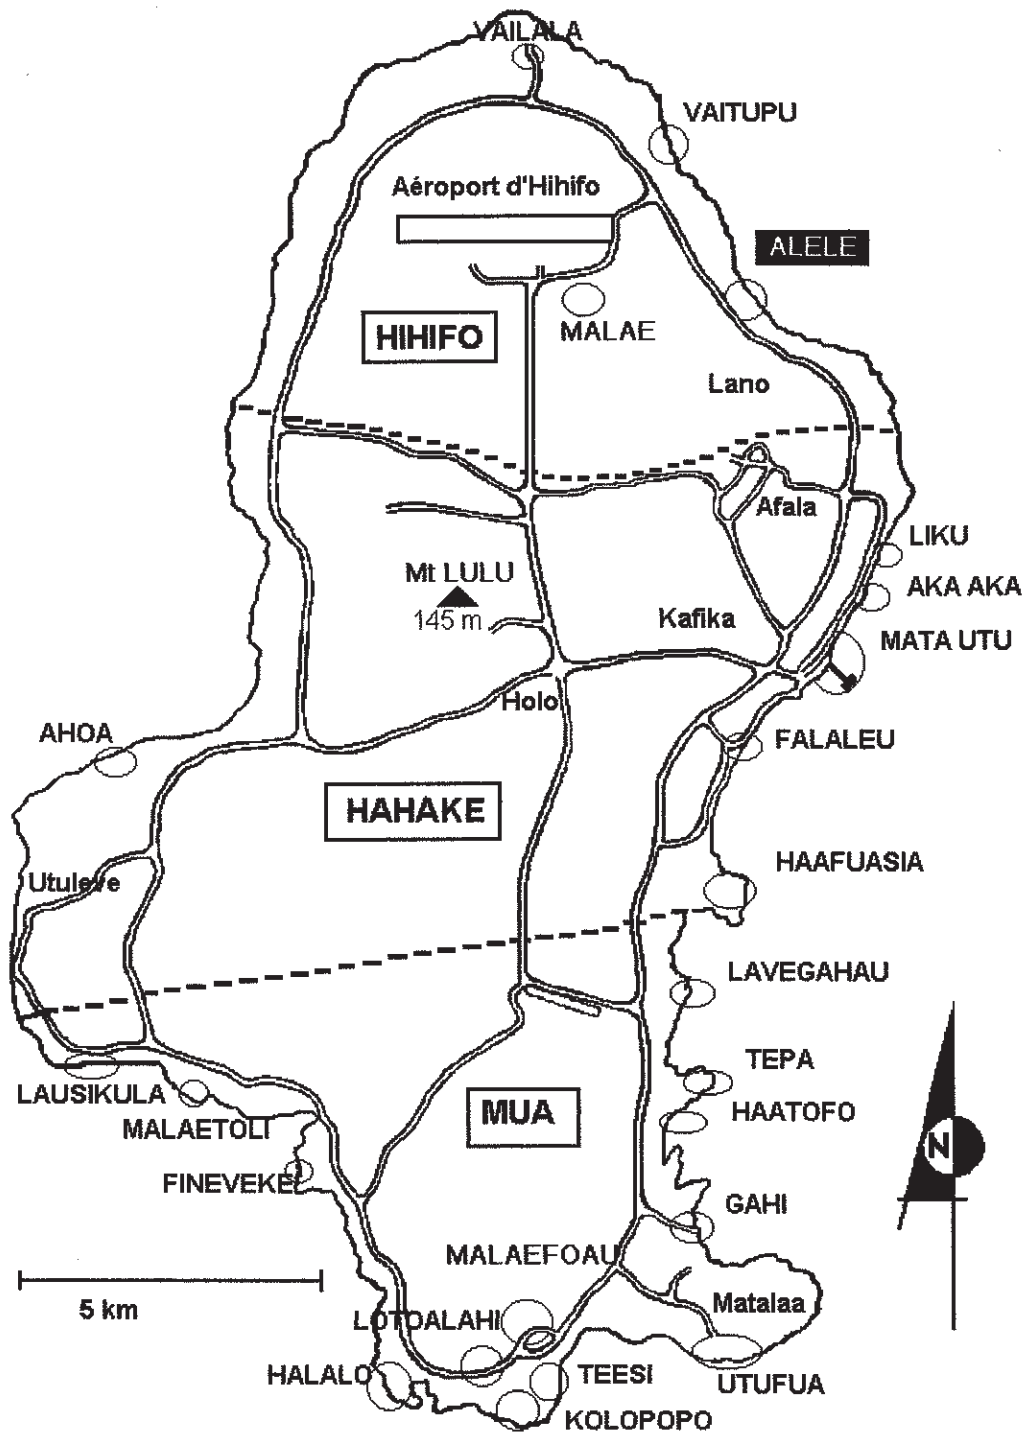 VAILALA
VAITUPU
Aéroport d'Hihifo
ALELE
HIHIFO
MALAE
Lano
Afala
LIKU
Mt LULU
AKA AKA
145 m
Kafika
MATA UTU
Holo
AHOA
FALALEU
HAHAKE
HAAFUASIA
Utuleve
LAVEGAHAU
TEPA
LAUSIKULA
MUA
HAATOFO
MALAETOLI
N
FINEVEKE
GAHI
MALAEFOAU
5 km
Matalaa
LOTOALAHI
HALALO
TEESI
UTUFUA
KOLOPOPO